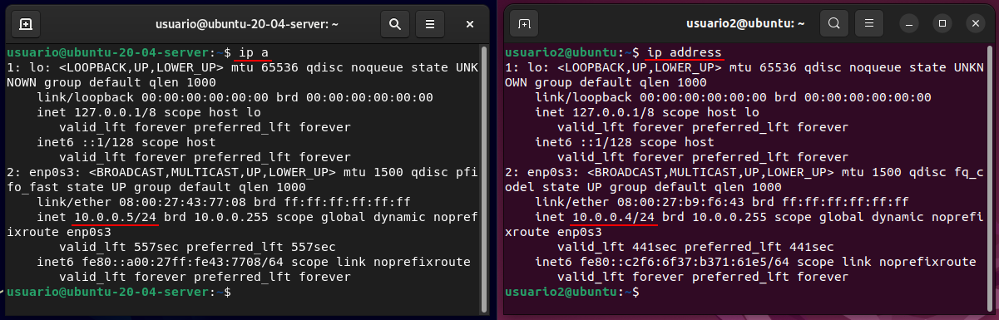 usuario@ubuntu-20-04-server: ~
usuario@ubuntu-20-04-server:~$ ip a
1: lo: <LOOPBACK,UP,LOWER_UP> mtu 65536 qdisc noqueue state UNK
NOWN group default qlen 1000
link/loopback 00:00:00:00:00:00 brd 00:00:00:00:00:00
inet 127.0.0.1/8 scope host lo
valid_lft forever preferred_lft forever
inet6 ::1/128 scope host
valid_lft forever preferred_lft forever
2: enp0s3: <BROADCAST,MULTICAST,UP,LOWER_UP> mtu 1500 qdisc pfi
fo_fast state UP group default qlen 1000
link/ether 08:00:27:43:77:08 brd ff:ff:ff:ff:ff:ff
inet 10.0.0.5/24 brd 10.0.0.255 scope global dynamic nopref
ixroute enp0s3
valid_lft 557sec preferred_lft 557sec
inet6 fe80::a00:27ff:fe43:7708/64 scope link noprefixroute
valid_lft forever preferred_lft forever
usuario@ubuntu-20-04-server:~$
usuario2@ubuntu: ~
usuario2@ubuntu:~$ ip address
1: lo: <LOOPBACK,UP,LOWER_UP> mtu 65536 qdisc noqueue state UNKN
OWN group default qlen 1000
link/loopback 00:00:00:00:00:00 brd 00:00:00:00:00:00
inet 127.0.0.1/8 scope host lo
valid_lft forever preferred_lft forever
inet6 ::1/128 scope host
valid_lft forever preferred_lft forever
2: enp0s3: <BROADCAST,MULTICAST,UP,LOWER_UP> mtu 1500 qdisc fq_c
odel state UP group default qlen 1000
link/ether 08:00:27:b9:f6:43 brd ff:ff:ff:ff:ff:ff
inet 10.0.0.4/24 brd 10.0.0.255 scope global dynamic noprefi
xroute enp0s3
valid_lft 441sec preferred_lft 441sec
inet6 fe80::c2f6:6f37:b371:61e5/64 scope link noprefixroute
valid_lft forever preferred_lft forever
usuario2@ubuntu:~$